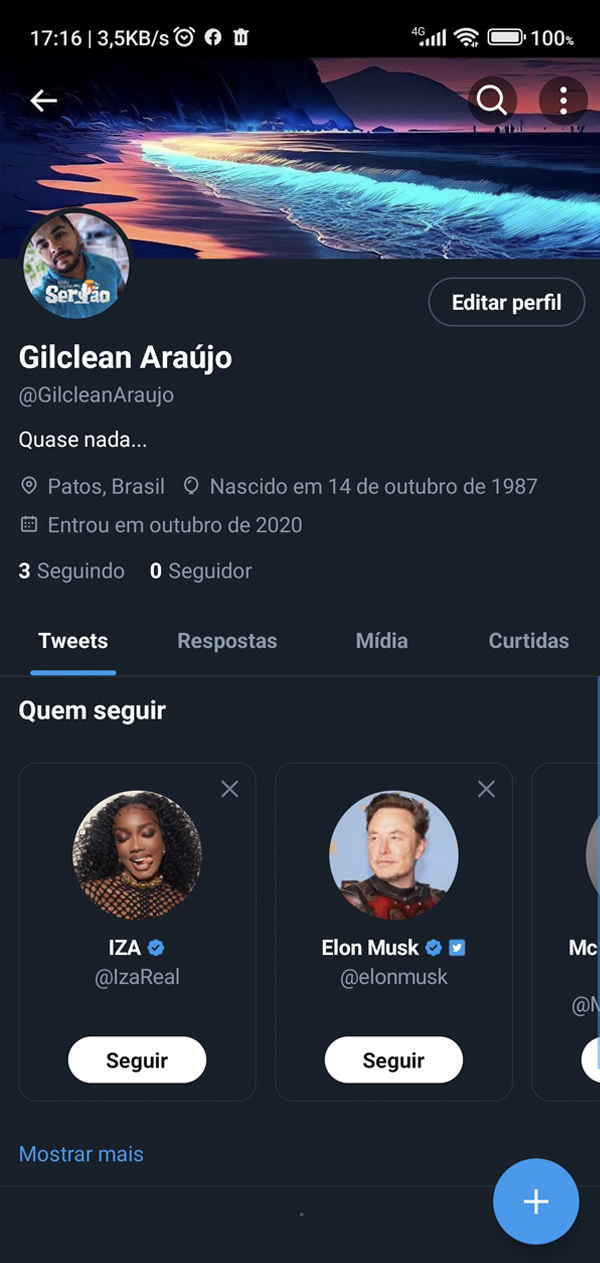 17:16 | 3,5KB/s 4G 100%
Sertão
Editar perfil
Gilclean Araújo
@GilcleanAraujo
Quase nada...
Patos, Brasil Nascido em 14 de outubro de 1987
Entrou em outubro de 2020
3 Seguindo 0 Seguidor
Tweets Respostas Mídia Curtidas
Quem seguir
IZA Elon Musk Mc
@IzaReal @elonmusk
@M
Seguir Seguir
Mostrar mais